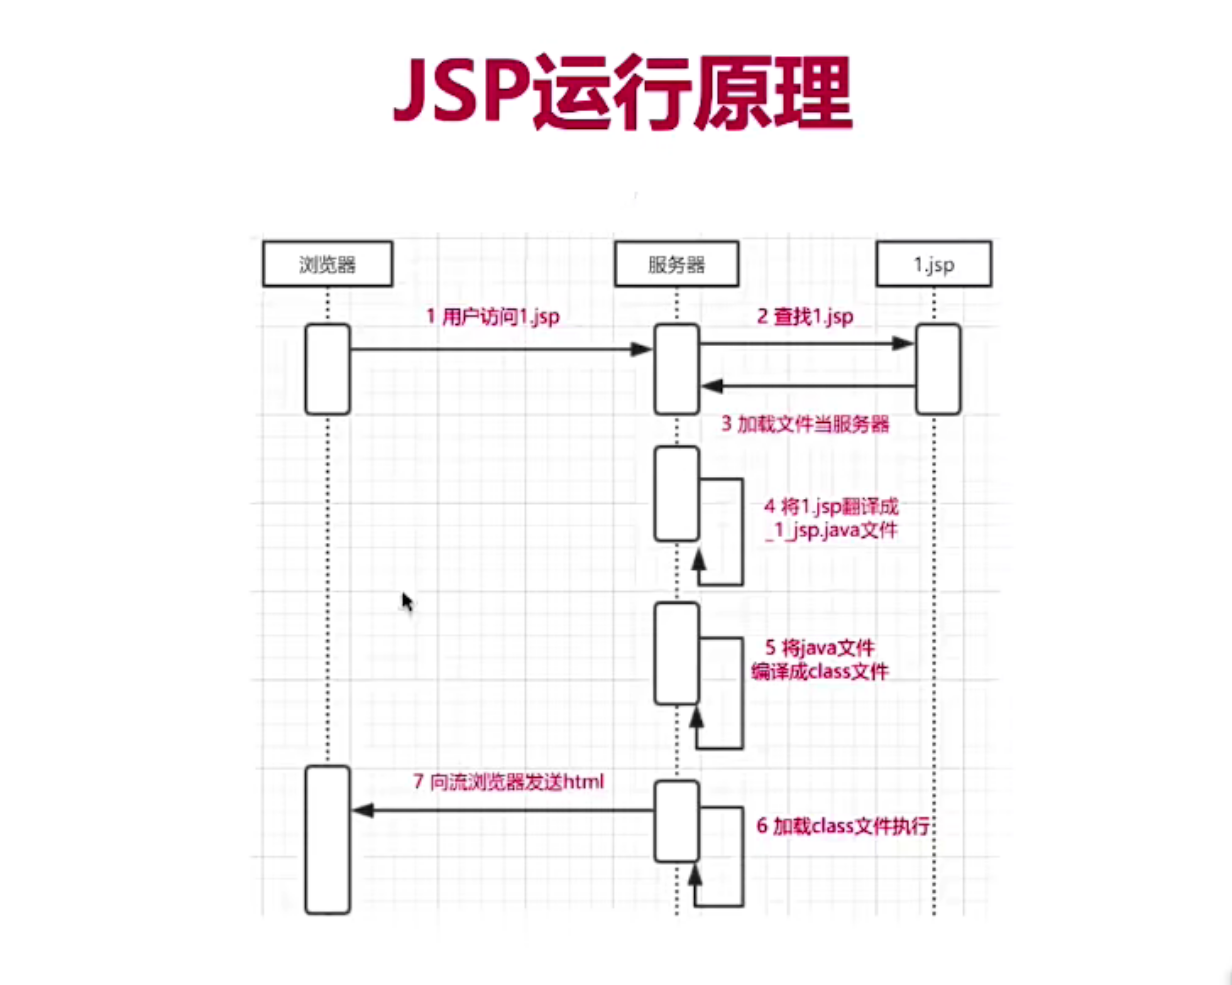 JSP运行原理
浏览器
服务器
1.jsp
1 用户访问1.jsp
2 查找1.jsp
3 加载文件当服务器
4 将1.jsp翻译成
_1_jsp.java文件
5 将java文件
编译成class文件
7 向流浏览器发送html
6 加载class文件执行